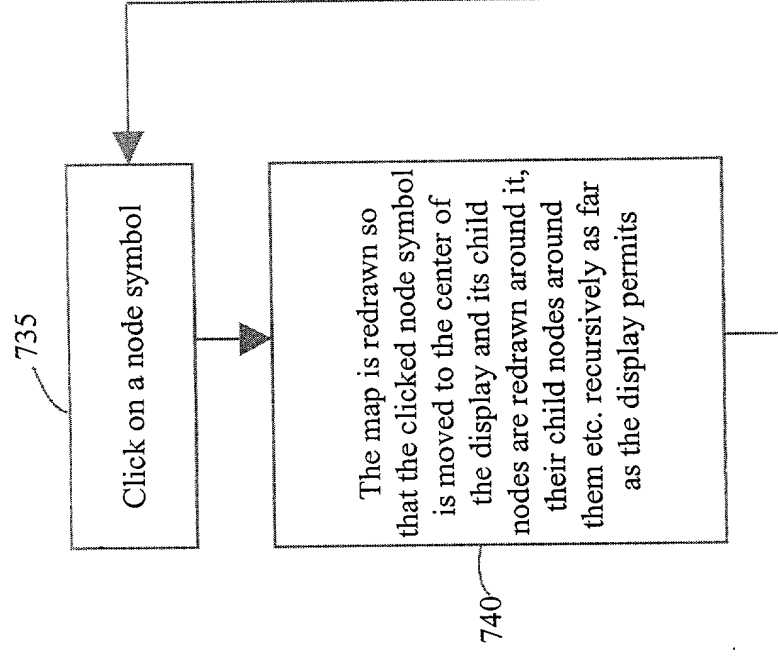 735
Click on a node symbol
740
The map is redrawn so
that the clicked node symbol
is moved to the center of
the display and its child
nodes are redrawn around it,
their child nodes around
them etc. recursively as far
as the display permits